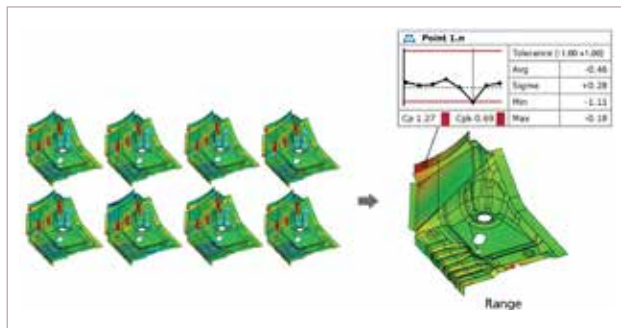 Point 1.n
Tolerance (-1.00 +1.00)
Avg -0.46
Sigma +0.28
Min -1.11
Max -0.18
Cp 1.27 Cpk 0.69
Range